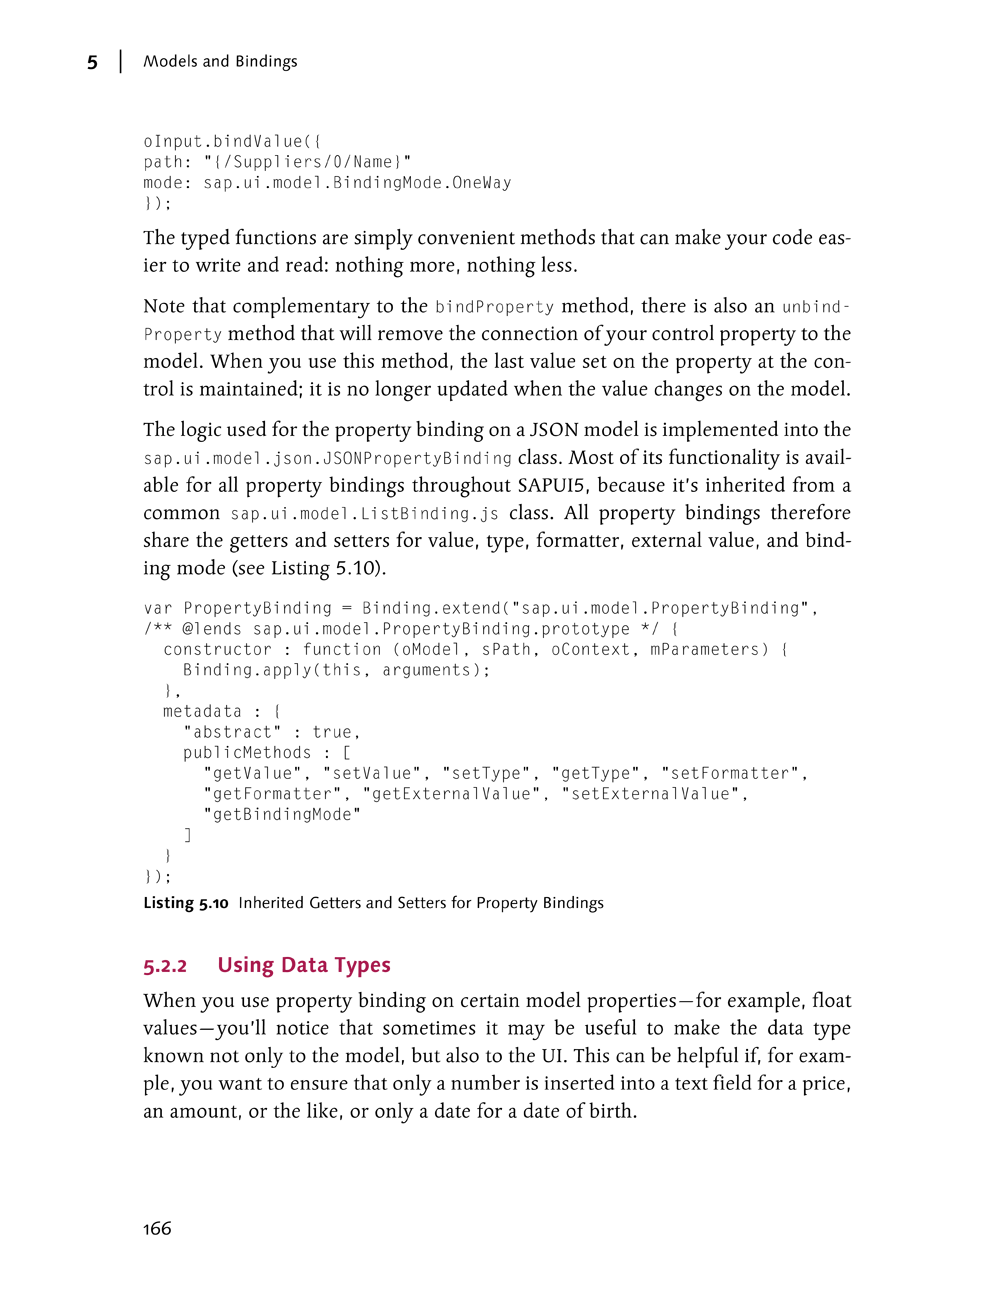 5 | Models and Bindings
oInput.bindValue({
path: "{/Suppliers/0/Name}"
mode: sap.ui.model.BindingMode.OneWay
});
The typed functions are simply convenient methods that can make your code eas-
ier to write and read: nothing more, nothing less.
Note that complementary to the bindProperty method, there is also an unbind-
Property method that will remove the connection of your control property to the
model. When you use this method, the last value set on the property at the con-
trol is maintained; it is no longer updated when the value changes on the model.
The logic used for the property binding on a JSON model is implemented into the
sap.ui.model.json.JSONPropertyBinding class. Most of its functionality is avail-
able for all property bindings throughout SAPUI5, because it's inherited from a
common sap.ui.model.ListBinding.js class. All property bindings therefore
share the getters and setters for value, type, formatter, external value, and bind-
ing mode (see Listing 5.10).
var PropertyBinding = Binding.extend("sap.ui.model.PropertyBinding",
/** @lends sap.ui.model.PropertyBinding.prototype */ {
  constructor : function (oModel, sPath, oContext, mParameters) {
    Binding.apply(this, arguments);
  },
  metadata : {
    "abstract" : true,
    publicMethods : [
      "getValue", "setValue", "setType", "getType", "setFormatter",
      "getFormatter", "getExternalValue", "setExternalValue",
      "getBindingMode"
    ]
  }
});
Listing 5.10 Inherited Getters and Setters for Property Bindings
5.2.2 Using Data Types
When you use property binding on certain model properties—for example, float
values—you'll notice that sometimes it may be useful to make the data type
known not only to the model, but also to the UI. This can be helpful if, for exam-
ple, you want to ensure that only a number is inserted into a text field for a price,
an amount, or the like, or only a date for a date of birth.
166